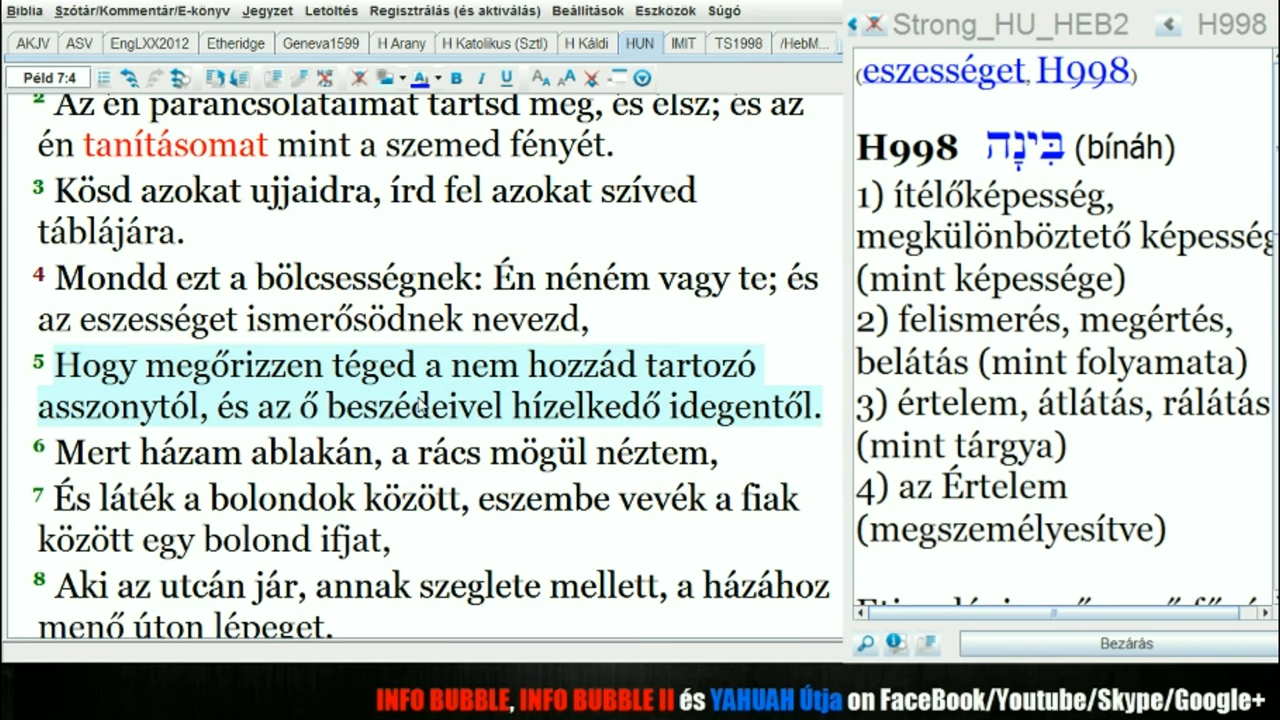 Biblia Szótár/Kommentár/E-könyv Jegyzet Letöltés Regisztrálás (és aktiválás) Beállítások Eszközök Súgó
AKJV ASV EngLXX2012 Etheridge Geneva1599 H Arany H Katolikus (Sztl) H Káldi HUN IMIT TS1998 /HebM...
Péld 7:4
2 Az én parancsolataimat tartsd meg, és élsz; és az
én tanításomat mint a szemed fényét.
3 Kösd azokat ujjaidra, írd fel azokat szíved
táblájára.
4 Mondd ezt a bölcsességnek: Én néném vagy te; és
az eszességet ismerősödnek nevezd,
5 Hogy megőrizzen téged a nem hozzád tartozó
asszonytól, és az ő beszédeivel hízelkedő idegentől.
6 Mert házam ablakán, a rács mögül néztem,
7 És láték a bolondok között, eszembe vevék a fiak
között egy bolond ifjat,
8 Aki az utcán jár, annak szeglete mellett, a házához
menő úton lépeget.
Strong_HU_HEB2 H998
(eszességet, H998)
H998 בִּינָה (bínáh)
1) ítélőképesség,
megkülönböztető képesség
(mint képessége)
2) felismerés, megértés,
belátás (mint folyamata)
3) értelem, átlátás, rálátás
(mint tárgya)
4) az Értelem
(megszemélyesítve)
Bezárás
INFO BUBBLE, INFO BUBBLE II és YAHUAH Útja on FaceBook/Youtube/Skype/Google+